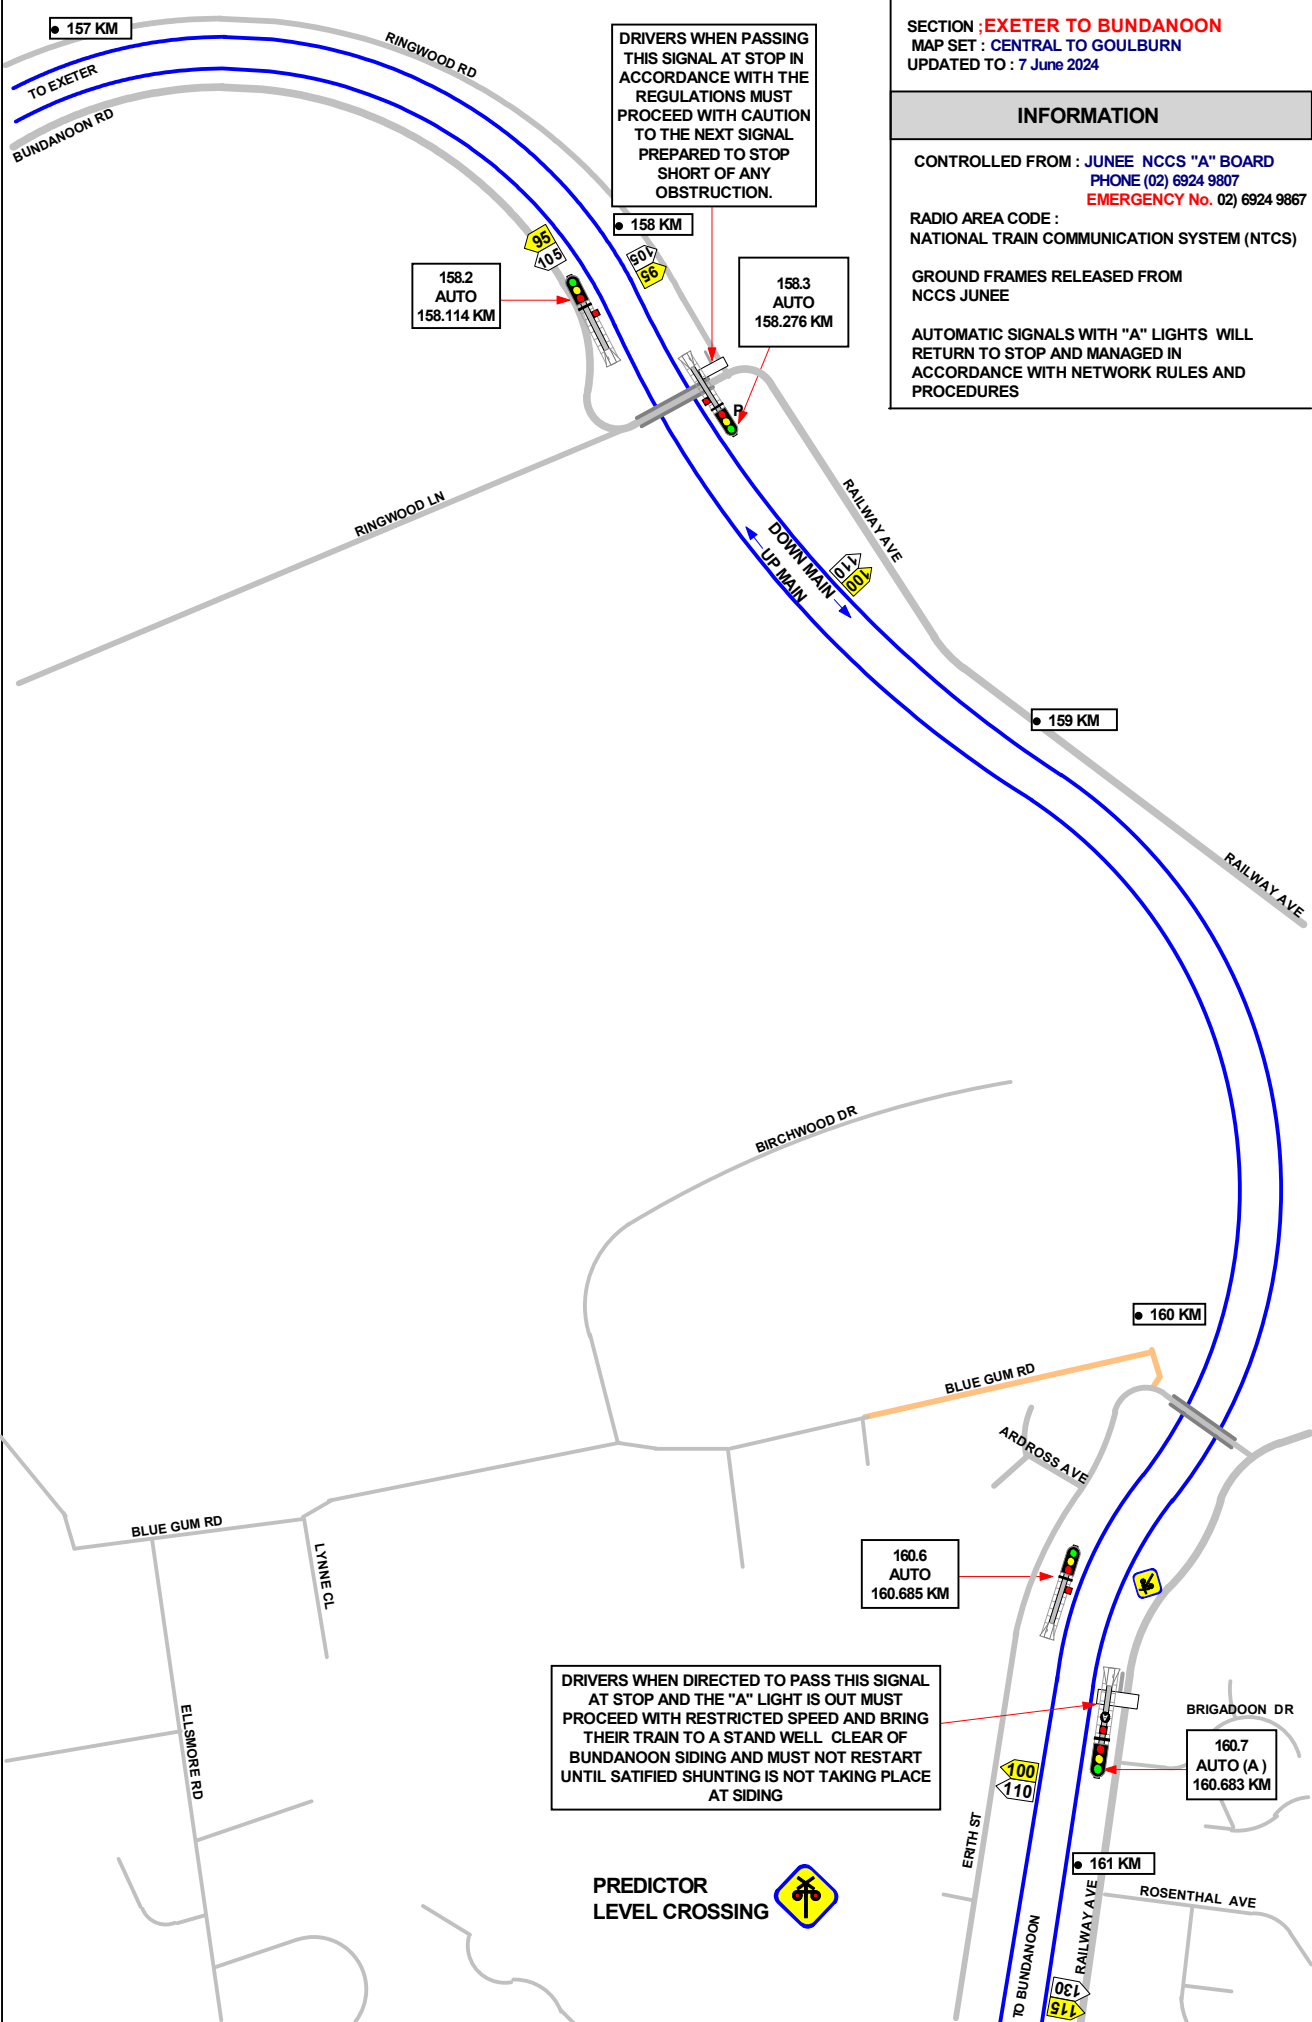 157 KM
TO EXETER
BUNDANOON RD
RINGWOOD RD
DRIVERS WHEN PASSING
THIS SIGNAL AT STOP IN
ACCORDANCE WITH THE
REGULATIONS MUST
PROCEED WITH CAUTION
TO THE NEXT SIGNAL
PREPARED TO STOP
SHORT OF ANY
OBSTRUCTION.
SECTION ;EXETER TO BUNDANOON
MAP SET : CENTRAL TO GOULBURN
UPDATED TO : 7 June 2024
INFORMATION
CONTROLLED FROM : JUNEE NCCS "A" BOARD
PHONE (02) 6924 9807
EMERGENCY No. 02) 6924 9867
RADIO AREA CODE :
NATIONAL TRAIN COMMUNICATION SYSTEM (NTCS)
GROUND FRAMES RELEASED FROM
NCCS JUNEE
AUTOMATIC SIGNALS WITH "A" LIGHTS WILL
RETURN TO STOP AND MANAGED IN
ACCORDANCE WITH NETWORK RULES AND
PROCEDURES
158 KM
95
105
105
95
158.2
AUTO
158.114 KM
158.3
AUTO
158.276 KM
P
RINGWOOD LN
RAILWAY AVE
DOWN MAIN
UP MAIN
110
100
159 KM
RAILWAY AVE
BIRCHWOOD DR
160 KM
BLUE GUM RD
ARDROSS AVE
BLUE GUM RD
LYNNE CL
160.6
AUTO
160.685 KM
DRIVERS WHEN DIRECTED TO PASS THIS SIGNAL
AT STOP AND THE "A" LIGHT IS OUT MUST
PROCEED WITH RESTRICTED SPEED AND BRING
THEIR TRAIN TO A STAND WELL CLEAR OF
BUNDANOON SIDING AND MUST NOT RESTART
UNTIL SATIFIED SHUNTING IS NOT TAKING PLACE
AT SIDING
BRIGADOON DR
160.7
AUTO (A )
160.683 KM
ELLSMORE RD
100
110
ERITH ST
161 KM
PREDICTOR
LEVEL CROSSING
ROSENTHAL AVE
RAILWAY AVE
TO BUNDANOON
130
115